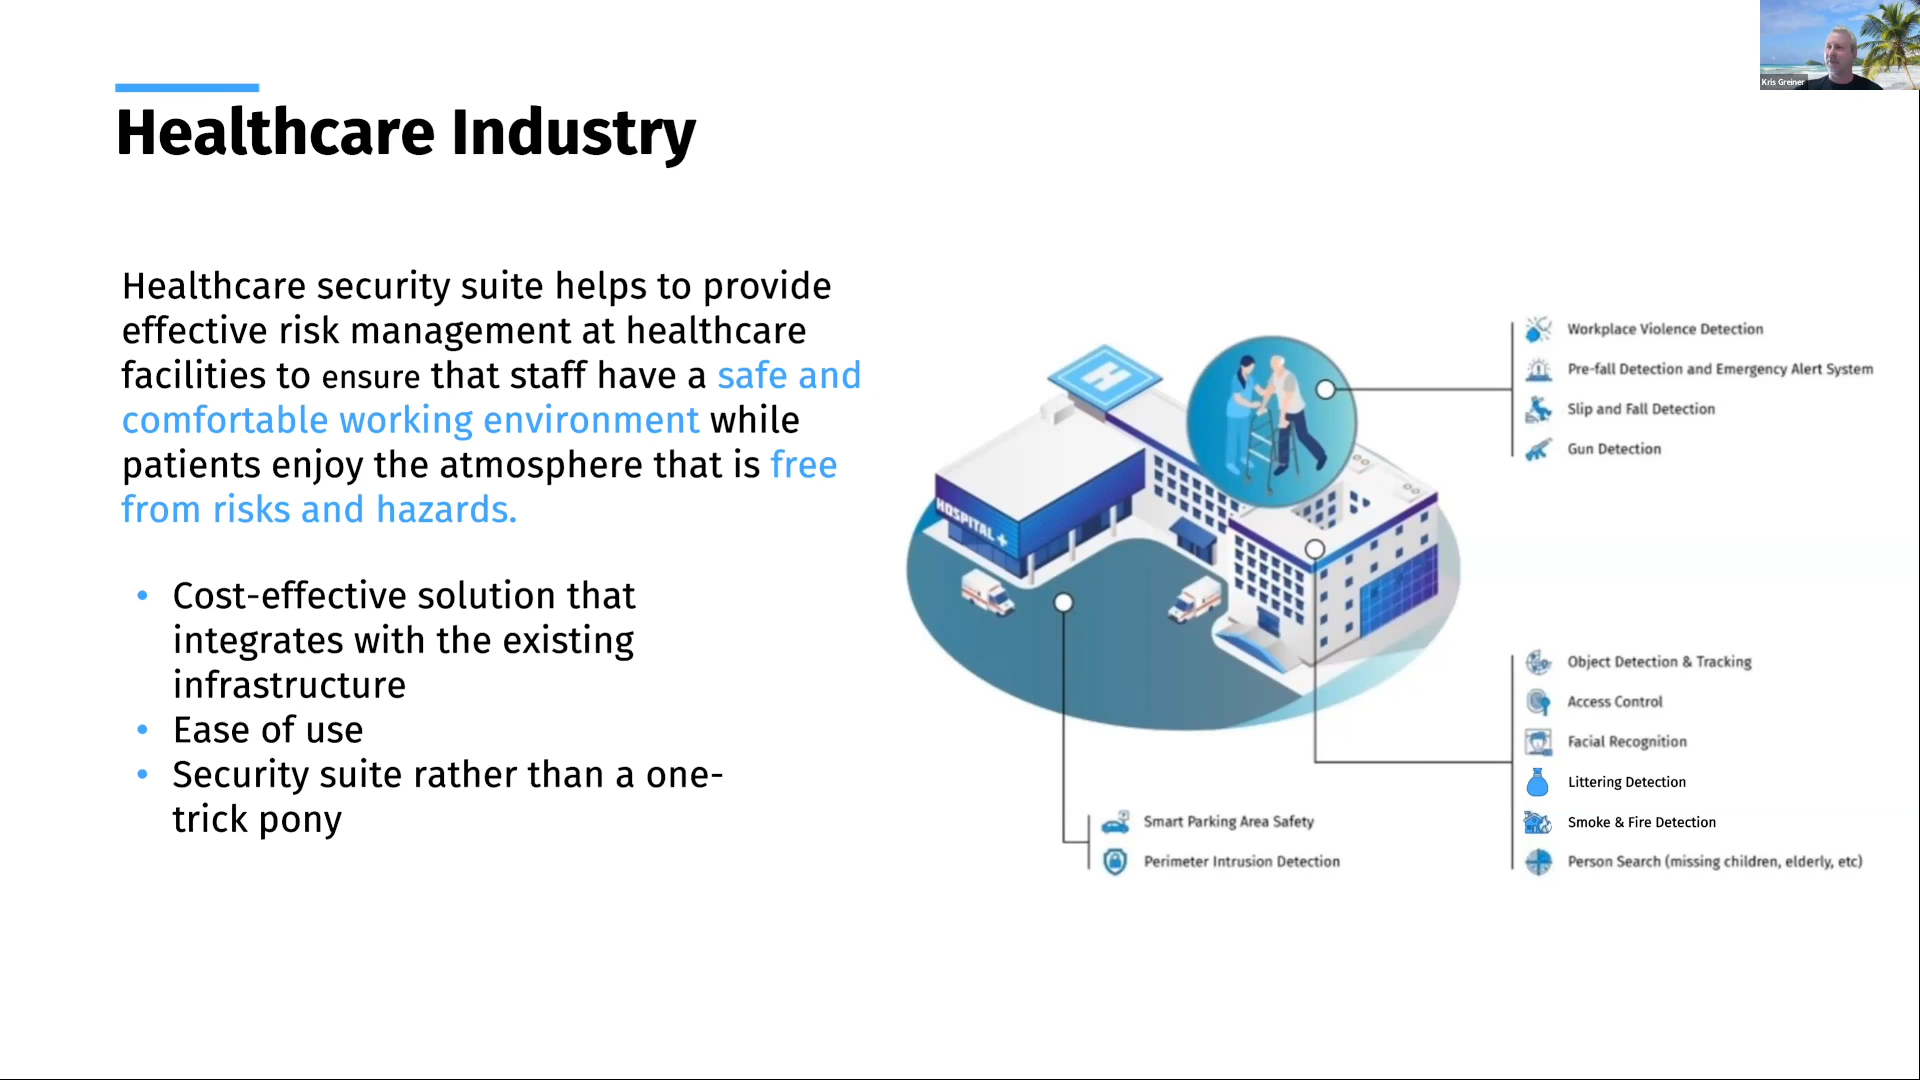 Kris Greiner
Healthcare Industry
Healthcare security suite helps to provide
effective risk management at healthcare
facilities to ensure that staff have a safe and
comfortable working environment while
patients enjoy the atmosphere that is free
from risks and hazards.
• Cost-effective solution that
integrates with the existing
infrastructure
• Ease of use
• Security suite rather than a one-
trick pony
H
HOSPITAL +
Workplace Violence Detection
Pre-fall Detection and Emergency Alert System
Slip and Fall Detection
Gun Detection
Object Detection & Tracking
Access Control
Facial Recognition
Littering Detection
Smoke & Fire Detection
Person Search (missing children, elderly, etc)
Smart Parking Area Safety
Perimeter Intrusion Detection